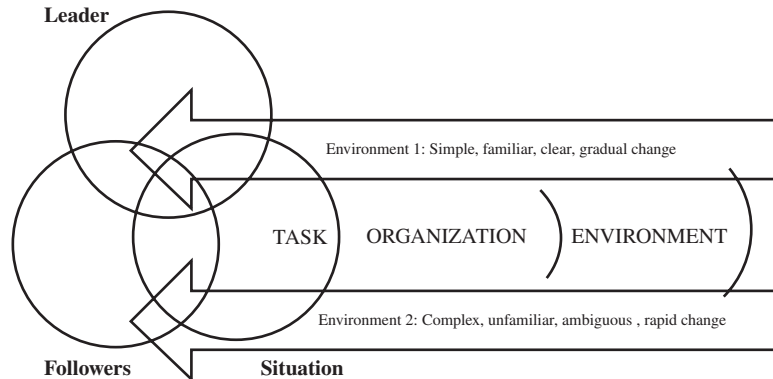 Leader
Environment 1: Simple, familiar, clear, gradual change
TASK ORGANIZATION ENVIRONMENT
Environment 2: Complex, unfamiliar, ambiguous , rapid change
Followers Situation